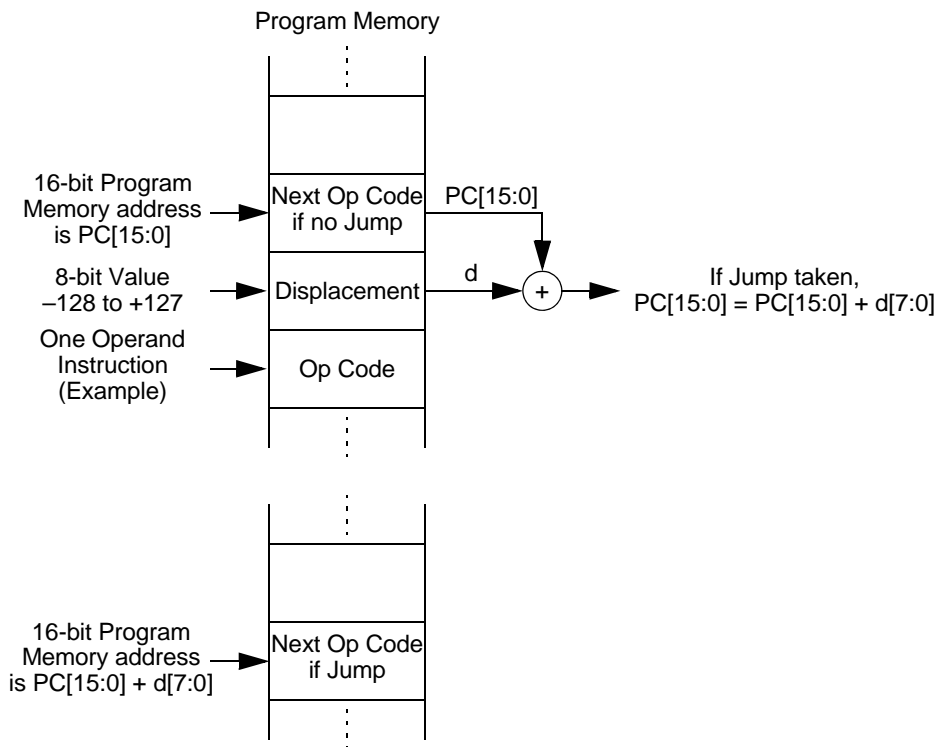 Program Memory
16-bit Program
Memory address
is PC[15:0]
Next Op Code
if no Jump
PC[15:0]
8-bit Value
–128 to +127
Displacement
d
+
If Jump taken,
PC[15:0] = PC[15:0] + d[7:0]
One Operand
Instruction
(Example)
Op Code
16-bit Program
Memory address
is PC[15:0] + d[7:0]
Next Op Code
if Jump